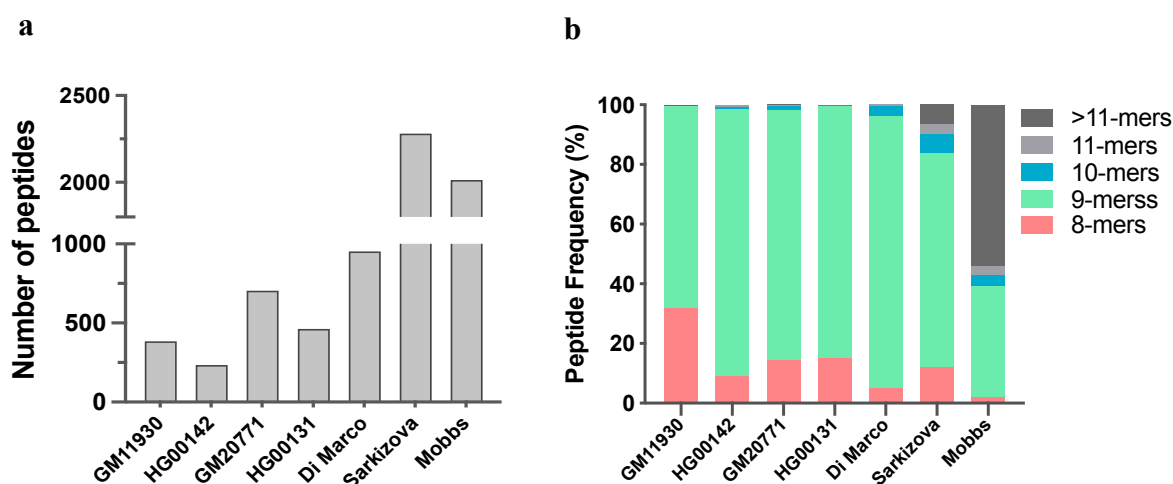 a
Number of peptides
2500
2000
1000
500
0
GM11930
HG00142
GM20771
HG00131
Di Marco
Sarkizova
Mobbs
b
Peptide Frequency (%)
100
80
60
40
20
0
GM11930
HG00142
GM20771
HG00131
Di Marco
Sarkizova
Mobbs
>11-mers
11-mers
10-mers
9-merss
8-mers